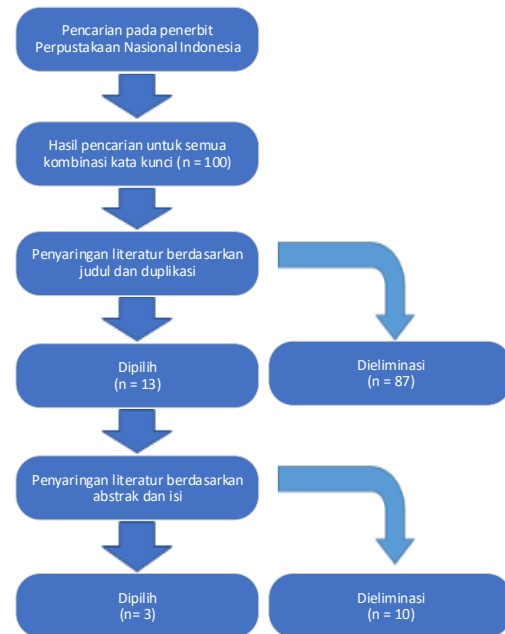 Pencarian pada penerbit
Perpustakaan Nasional Indonesia
Hasil pencarian untuk semua
kombinasi kata kunci (n = 100)
Penyaringan literatur berdasarkan
judul dan duplikasi
Dipilih
(n = 13)
Dieliminasi
(n = 87)
Penyaringan literatur berdasarkan
abstrak dan isi
Dipilih
(n= 3)
Dieliminasi
(n = 10)